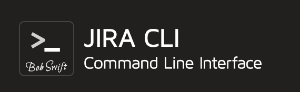 >_
Bob Swift
JIRA CLI
Command Line Interface